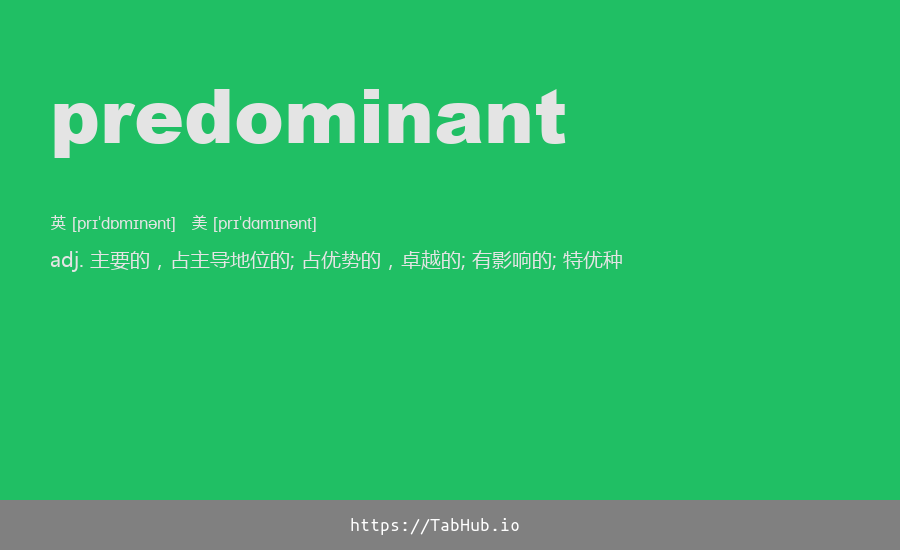 predominant
英 [prɪˈdɒmɪnənt] 美 [prɪˈdɑmɪnənt]
adj. 主要的，占主导地位的; 占优势的，卓越的; 有影响的; 特优种
https://TabHub.io